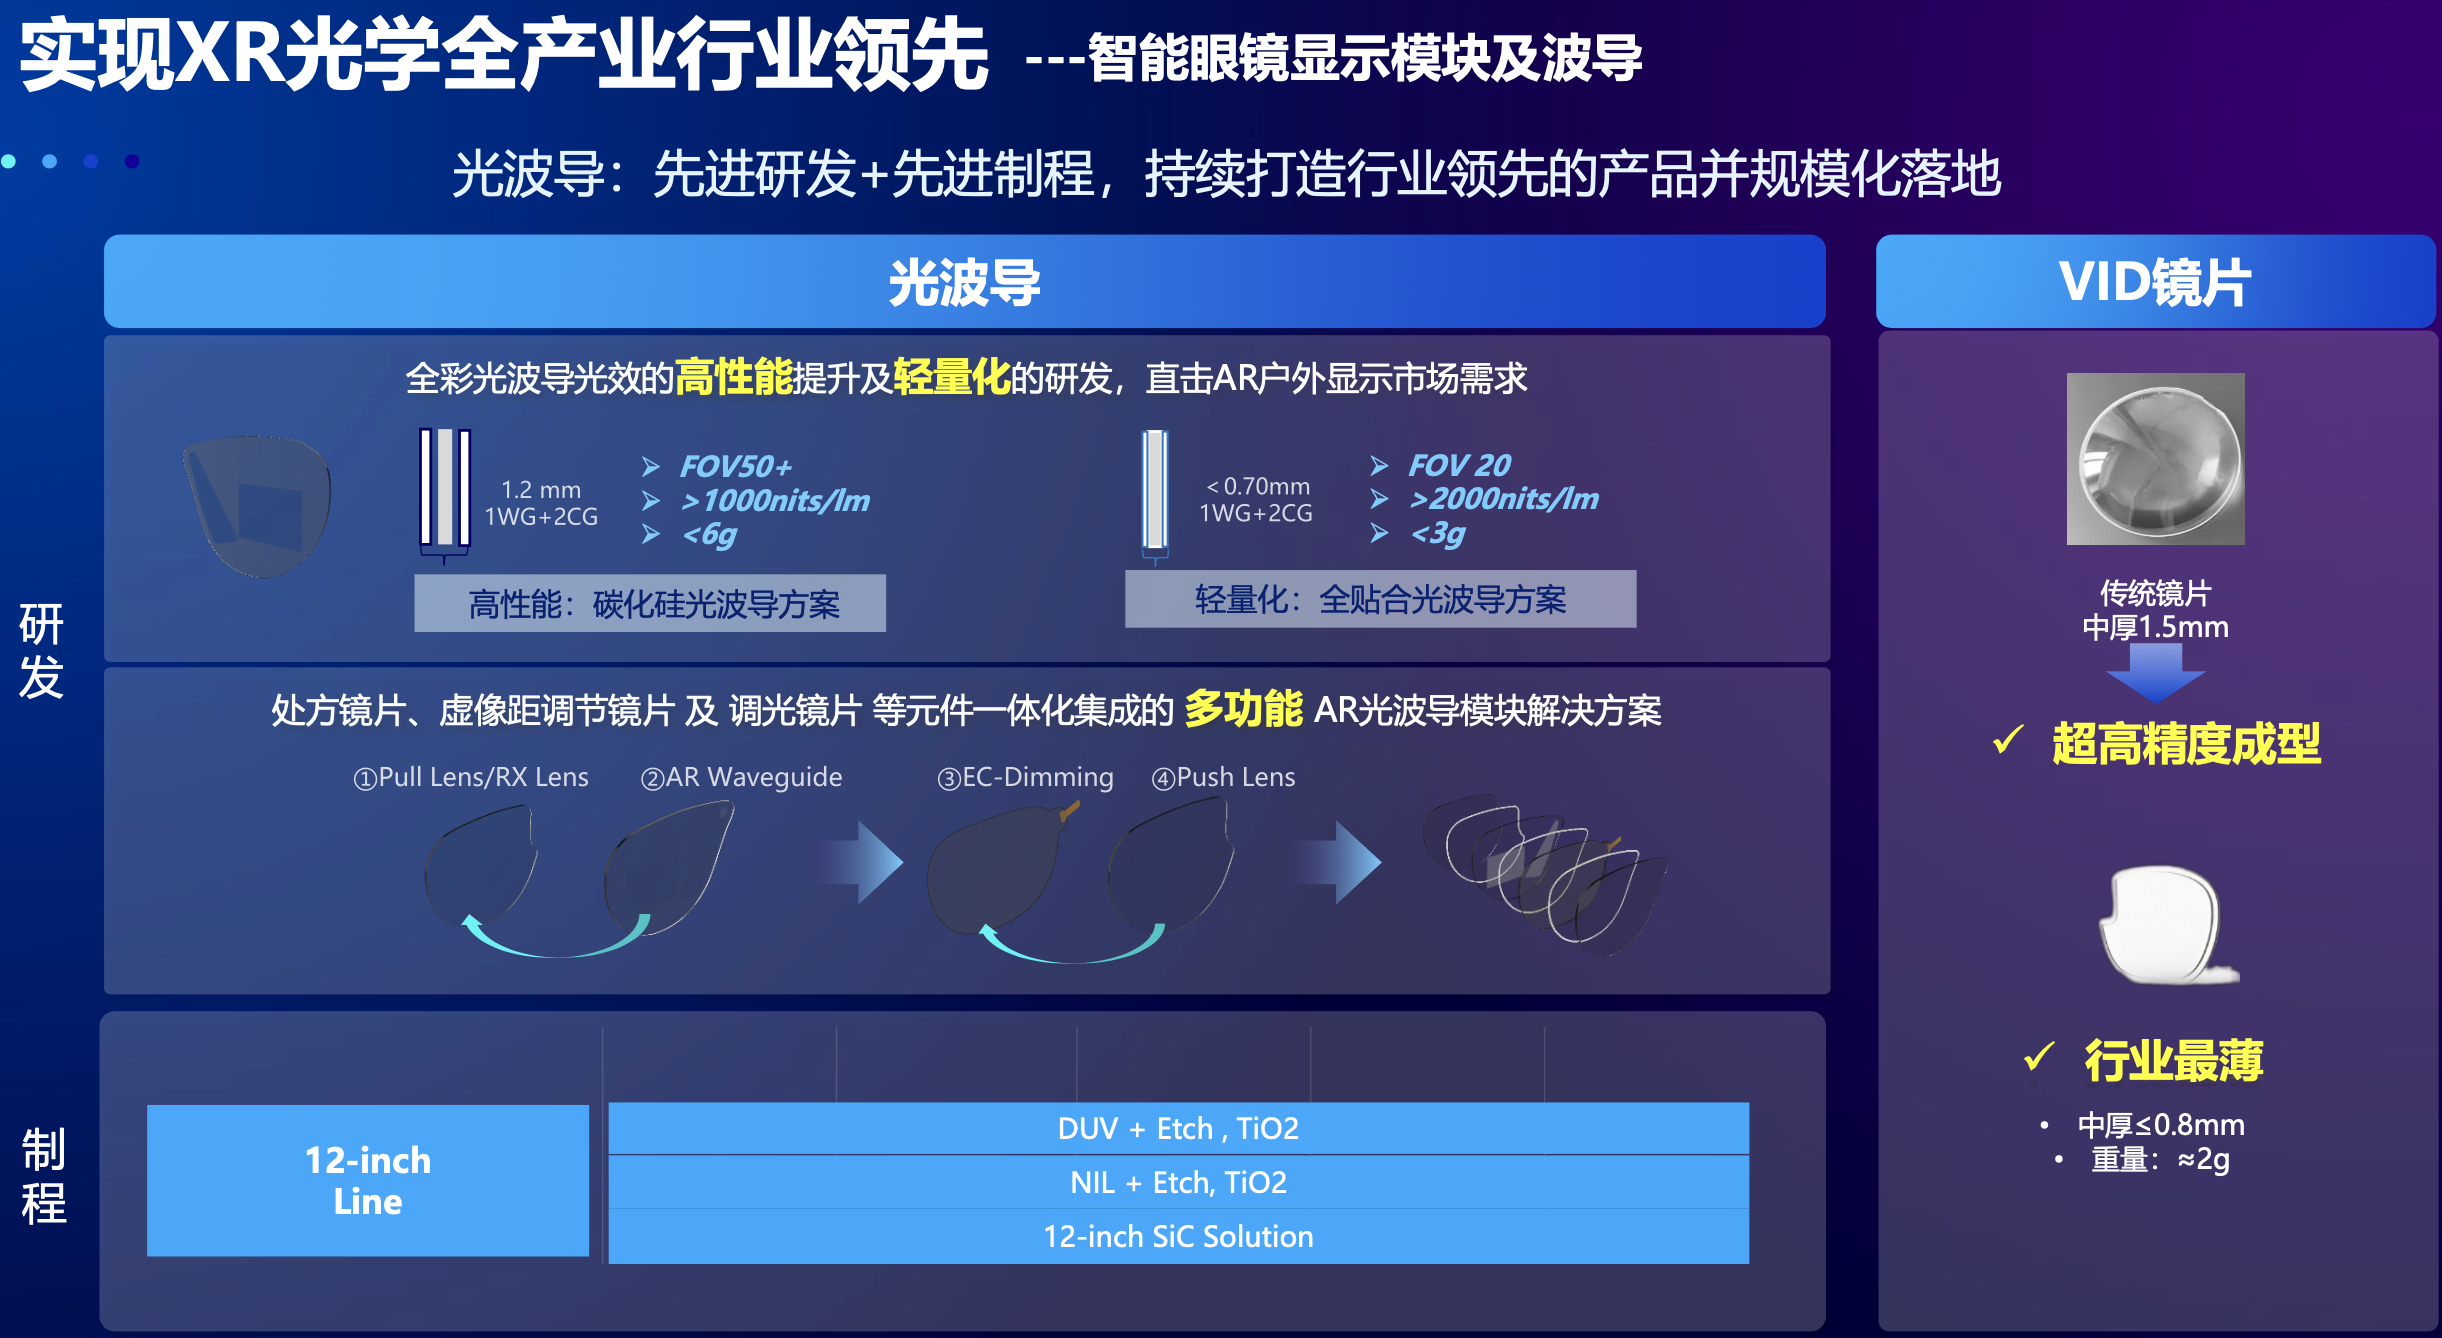 实现XR光学全产业行业领先 ---智能眼镜显示模块及波导
光波导：先进研发+先进制程，持续打造行业领先的产品并规模化落地
光波导
全彩光波导光效的高性能提升及轻量化的研发，直击AR户外显示市场需求
1.2 mm
1WG+2CG
➢ FOV50+
➢ >1000nits/lm
➢ <6g
高性能：碳化硅光波导方案
＜0.70mm
1WG+2CG
➢ FOV 20
➢ >2000nits/lm
➢ <3g
轻量化：全贴合光波导方案
研
发
处方镜片、虚像距调节镜片 及 调光镜片 等元件一体化集成的 多功能 AR光波导模块解决方案
①Pull Lens/RX Lens
②AR Waveguide
③EC-Dimming
④Push Lens
制
程
12-inch
Line
DUV + Etch , TiO2
NIL + Etch, TiO2
12-inch SiC Solution
VID镜片
传统镜片
中厚1.5mm
✓ 超高精度成型
✓ 行业最薄
• 中厚≤0.8mm
• 重量：≈2g